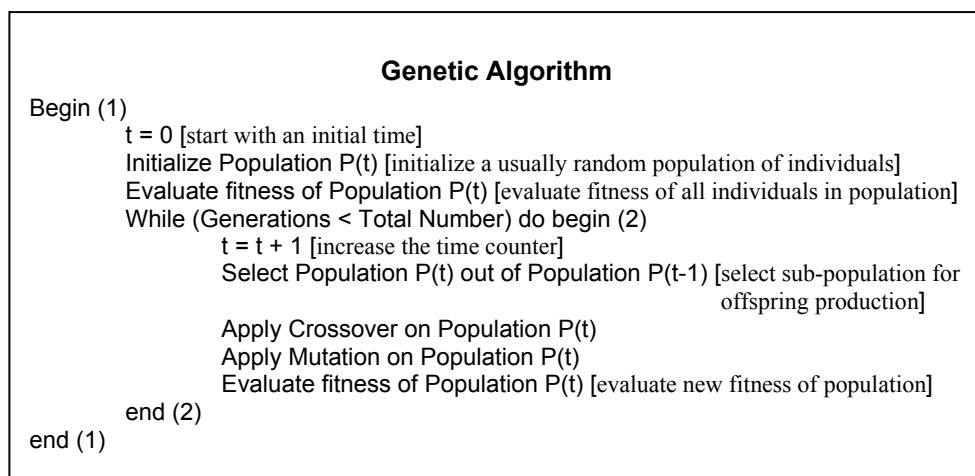 Genetic Algorithm
Begin (1)
t = 0 [start with an initial time]
Initialize Population P(t) [initialize a usually random population of individuals]
Evaluate fitness of Population P(t) [evaluate fitness of all individuals in population]
While (Generations < Total Number) do begin (2)
t = t + 1 [increase the time counter]
Select Population P(t) out of Population P(t-1) [select sub-population for
offspring production]
Apply Crossover on Population P(t)
Apply Mutation on Population P(t)
Evaluate fitness of Population P(t) [evaluate new fitness of population]
end (2)
end (1)